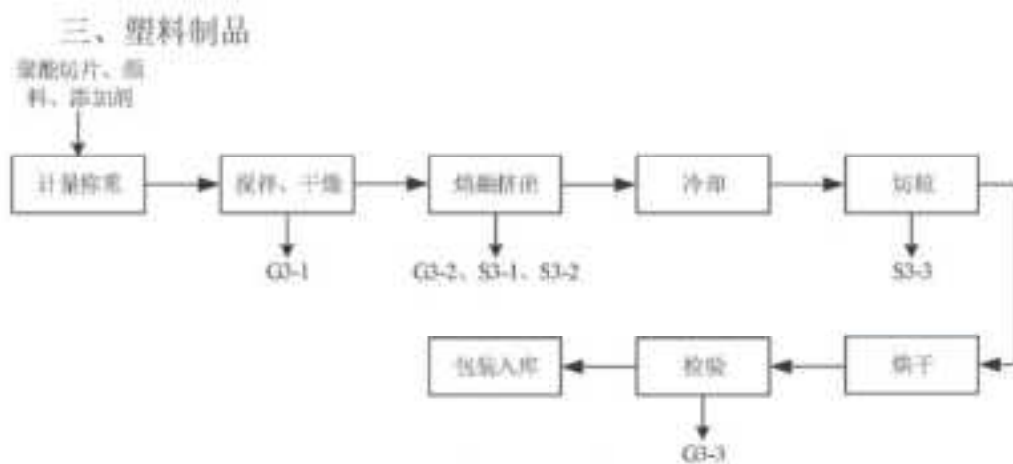 三、塑料制品
聚酯切片、颜
料、添加剂
计量称重
搅拌、干燥
熔融挤出
冷却
切粒
G3-1
G3-2、S3-1、S3-2
S3-3
包装入库
检验
烘干
G3-3